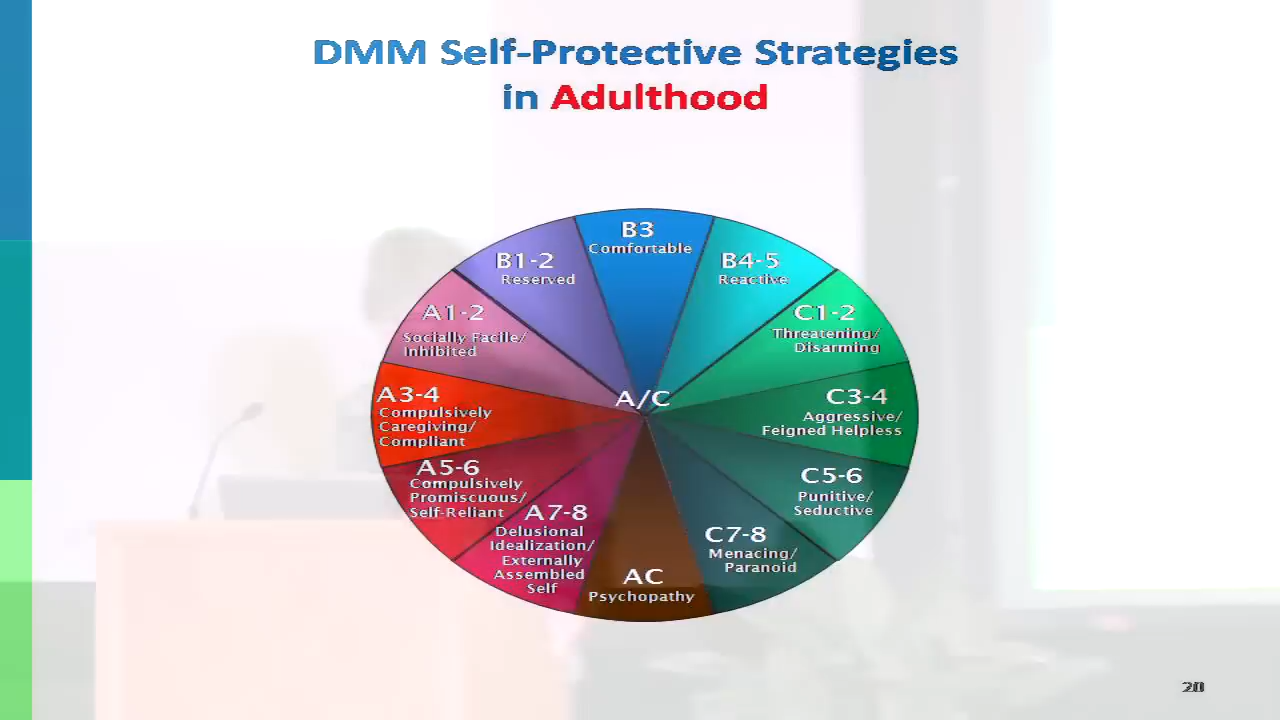 DMM Self-Protective Strategies
in Adulthood
B3
Comfortable
B1-2
Reserved
B4-5
Reactive
A1-2
Socially Facile/
Inhibited
C1-2
Threatening/
Disarming
A/C
A3-4
Compulsively
Caregiving/
Compliant
C3-4
Aggressive/
Feigned Helpless
A5-6
Compulsively
Promiscuous/
Self-Reliant
C5-6
Punitive/
Seductive
A7-8
Delusional
Idealization/
Externally
Assembled
Self
C7-8
Menacing/
Paranoid
AC
Psychopathy
20